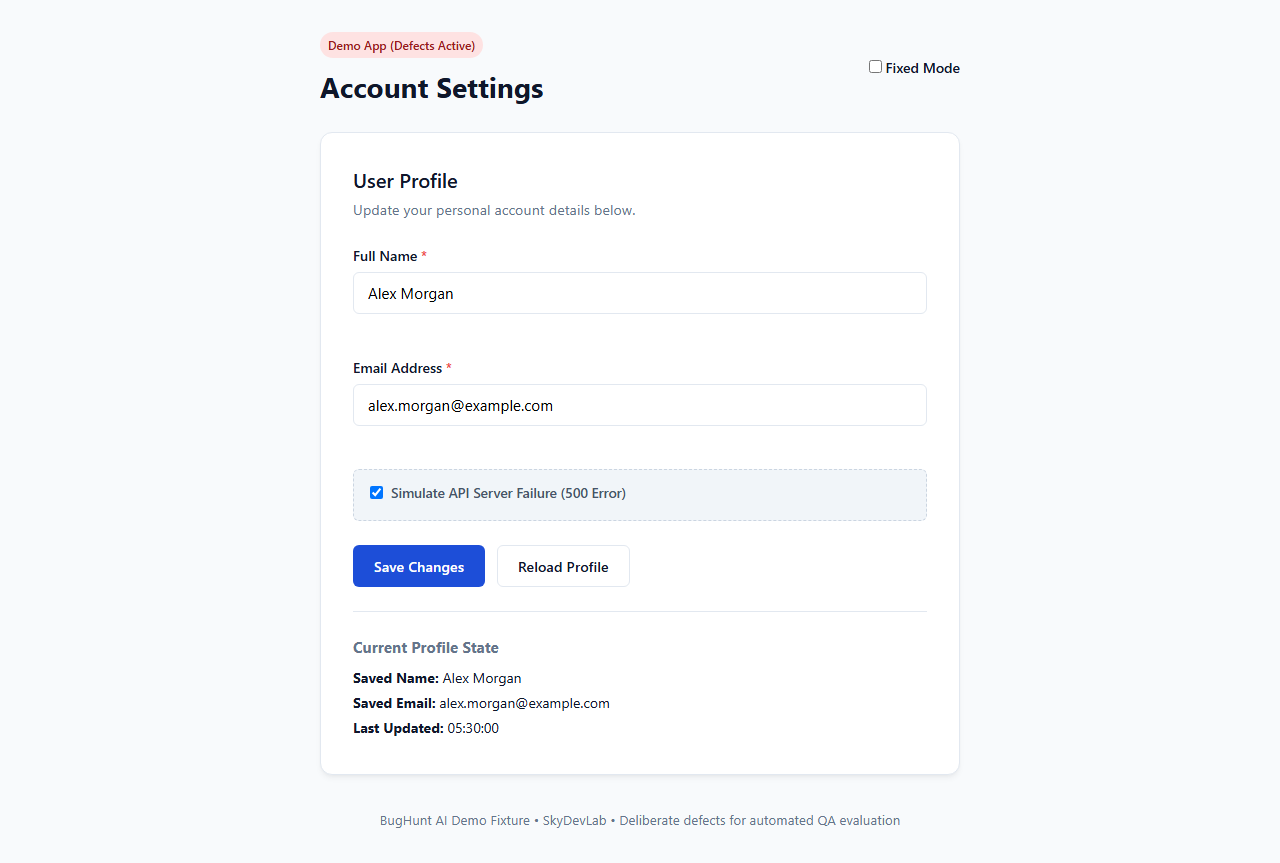 Demo App (Defects Active)
Account Settings
Fixed Mode
User Profile
Update your personal account details below.
Full Name *
Alex Morgan
Email Address *
alex.morgan@example.com
Simulate API Server Failure (500 Error)
Save Changes
Reload Profile
Current Profile State
Saved Name: Alex Morgan
Saved Email: alex.morgan@example.com
Last Updated: 05:30:00
BugHunt AI Demo Fixture • SkyDevLab • Deliberate defects for automated QA evaluation